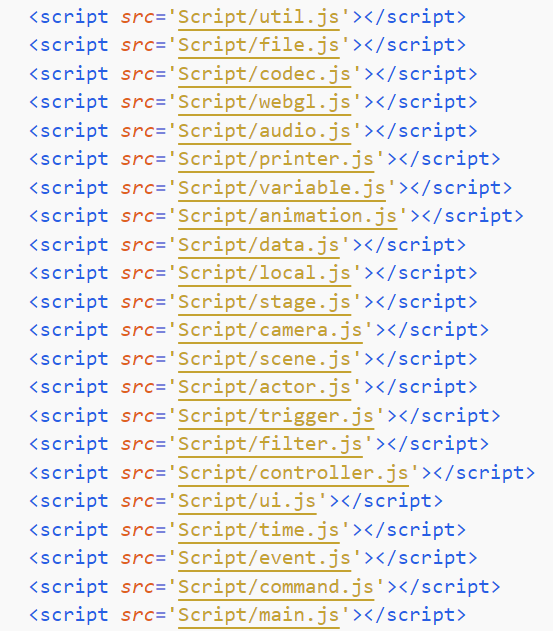 <script src='Script/util.js'></script>
<script src='Script/file.js'></script>
<script src='Script/codec.js'></script>
<script src='Script/webgl.js'></script>
<script src='Script/audio.js'></script>
<script src='Script/printer.js'></script>
<script src='Script/variable.js'></script>
<script src='Script/animation.js'></script>
<script src='Script/data.js'></script>
<script src='Script/local.js'></script>
<script src='Script/stage.js'></script>
<script src='Script/camera.js'></script>
<script src='Script/scene.js'></script>
<script src='Script/actor.js'></script>
<script src='Script/trigger.js'></script>
<script src='Script/filter.js'></script>
<script src='Script/controller.js'></script>
<script src='Script/ui.js'></script>
<script src='Script/time.js'></script>
<script src='Script/event.js'></script>
<script src='Script/command.js'></script>
<script src='Script/main.js'></script>